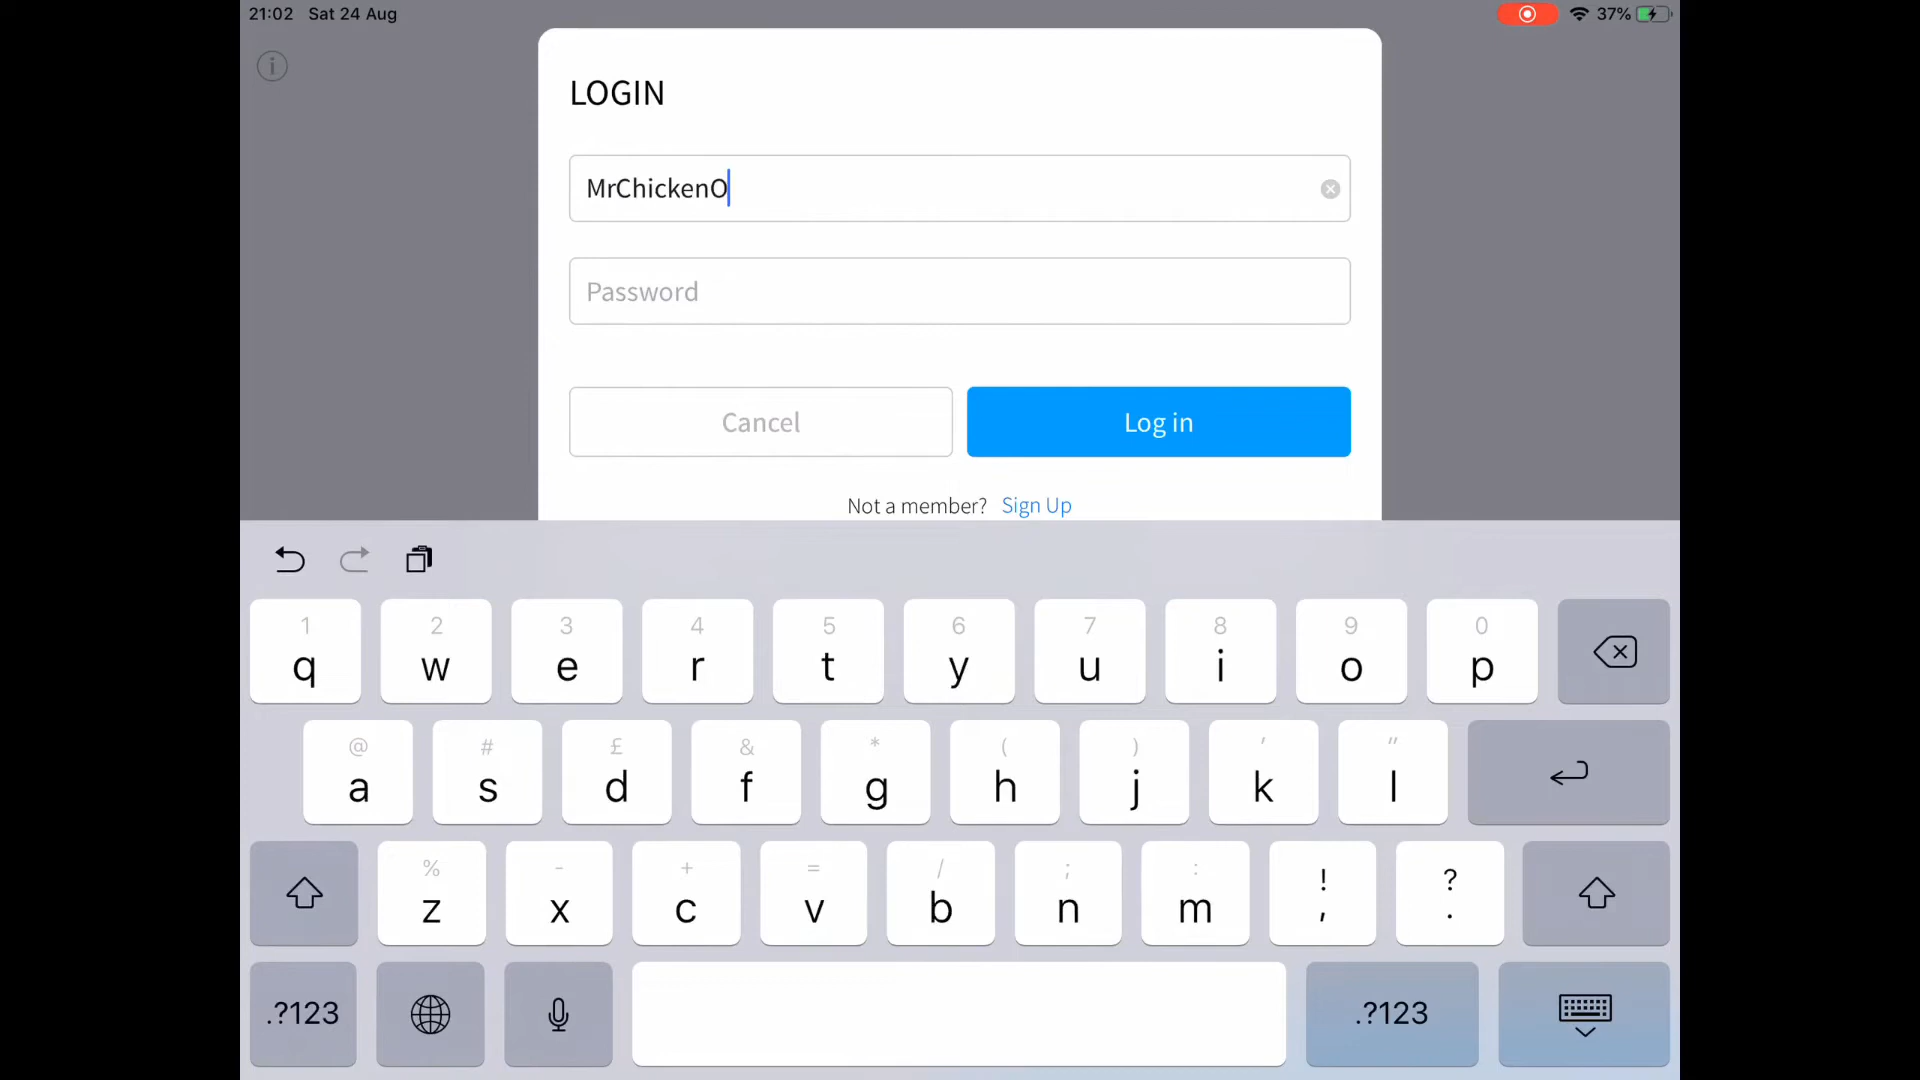 21:02 Sat 24 Aug 37%
LOGIN
MrChickenO
Password
Cancel Log in
Not a member? Sign Up
1 2 3 4 5 6 7 8 9 0
q w e r t y u i o p
@ # £ & * ( ) ' "
a s d f g h j k l
% - + = / ; : ! ?
z x c v b n m , .
.?123 .?123